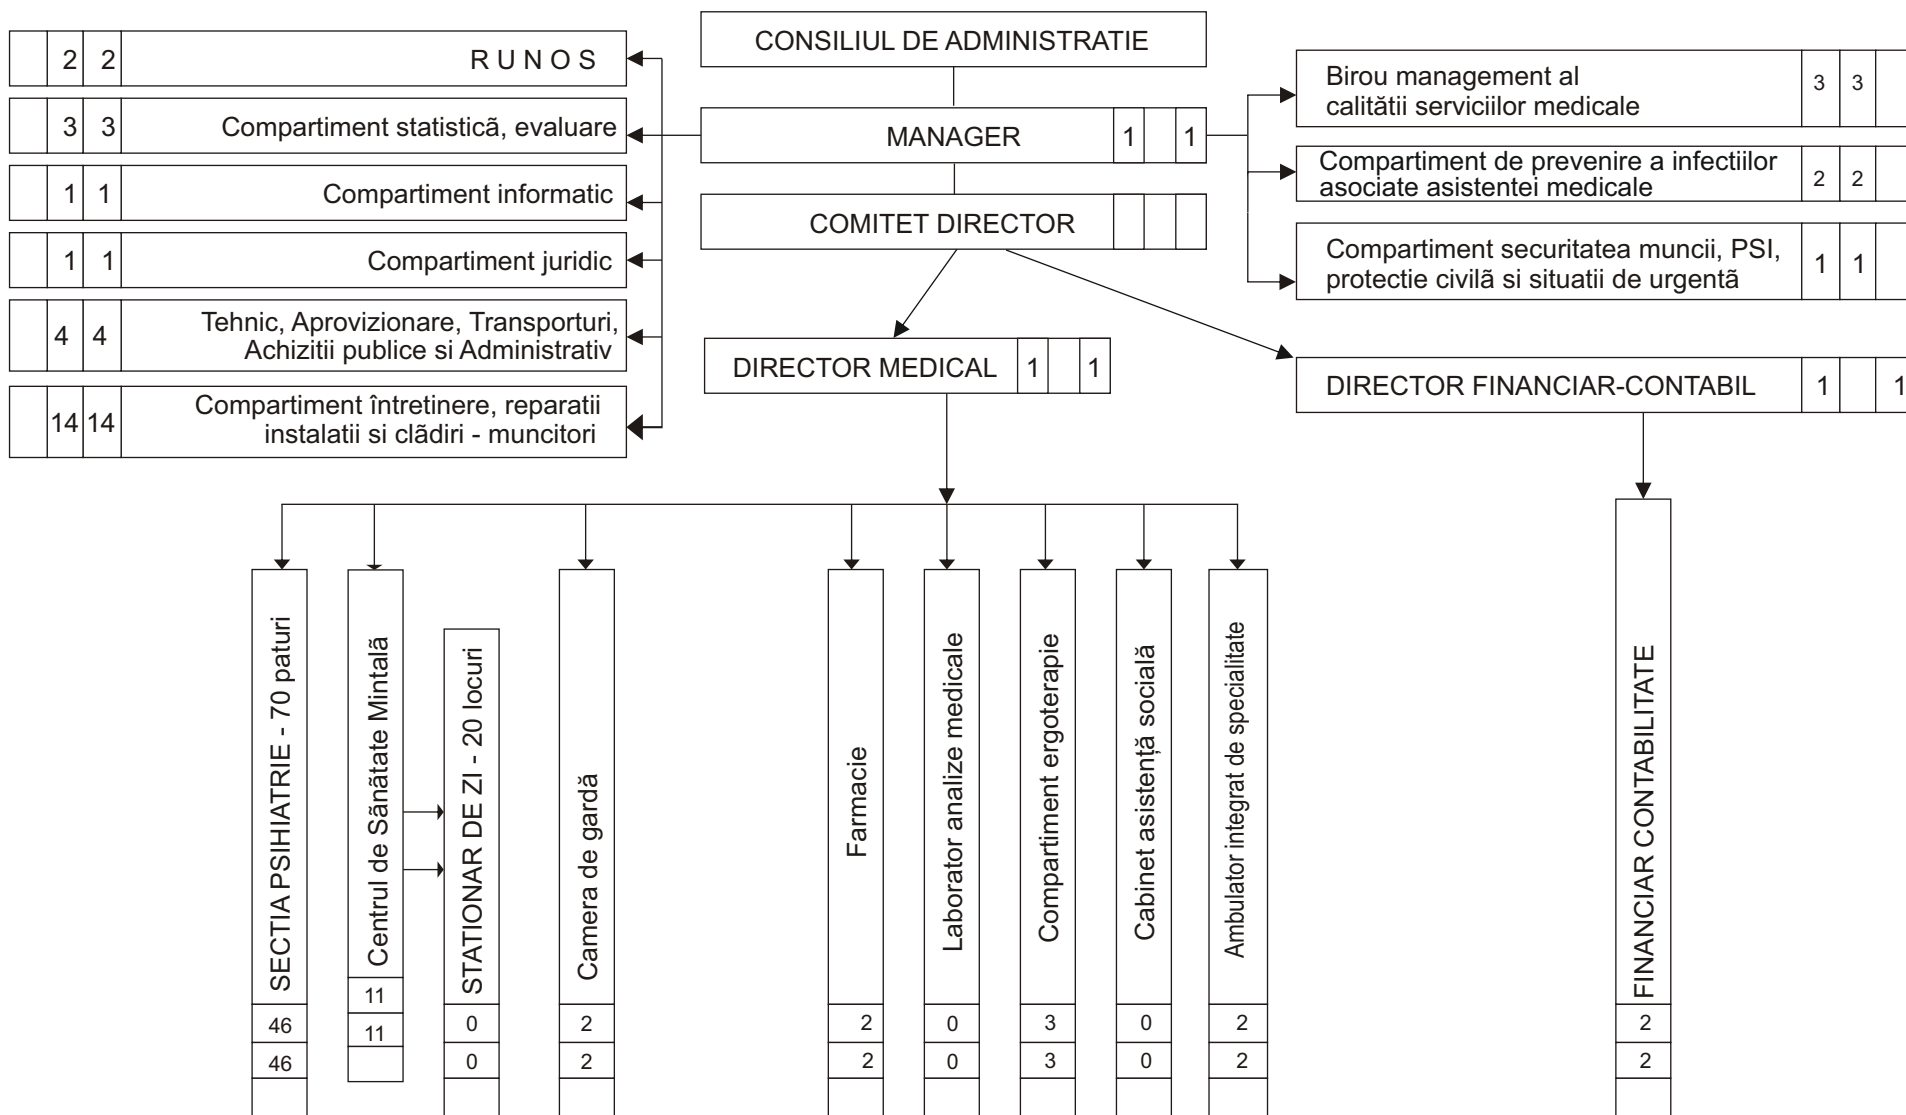 CONSILIUL DE ADMINISTRATIE
2 2 R U N O S
3 3 Compartiment statisticã, evaluare
1 1 Compartiment informatic
1 1 Compartiment juridic
4 4 Tehnic, Aprovizionare, Transporturi,
Achizitii publice si Administrativ
14 14 Compartiment întretinere, reparatii
instalatii si clãdiri - muncitori
MANAGER 1 1
COMITET DIRECTOR
Birou management al
calitãtii serviciilor medicale 3 3
Compartiment de prevenire a infectiilor
asociate asistentei medicale 2 2
Compartiment securitatea muncii, PSI,
protectie civilã si situatii de urgentã 1 1
DIRECTOR MEDICAL 1 1
DIRECTOR FINANCIAR-CONTABIL 1 1
SECTIA PSIHIATRIE - 70 paturi
46
46
Centrul de Sãnãtate Mintalã
11
11
STATIONAR DE ZI - 20 locuri
0
0
Camera de gardã
2
2
Farmacie
2
2
Laborator analize medicale
0
0
Compartiment ergoterapie
3
3
Cabinet asistență socială
0
0
Ambulator integrat de specialitate
2
2
FINANCIAR CONTABILITATE
2
2